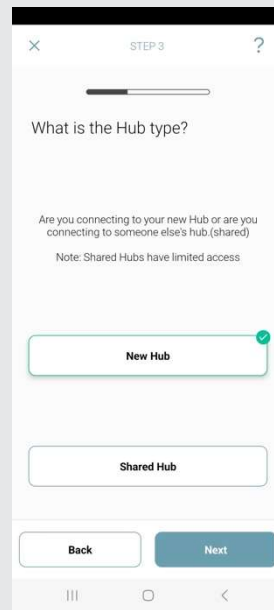 STEP 3
?
What is the Hub type?
Are you connecting to your new Hub or are you
connecting to someone else's hub.(shared)
Note: Shared Hubs have limited access
New Hub
Shared Hub
Back
Next